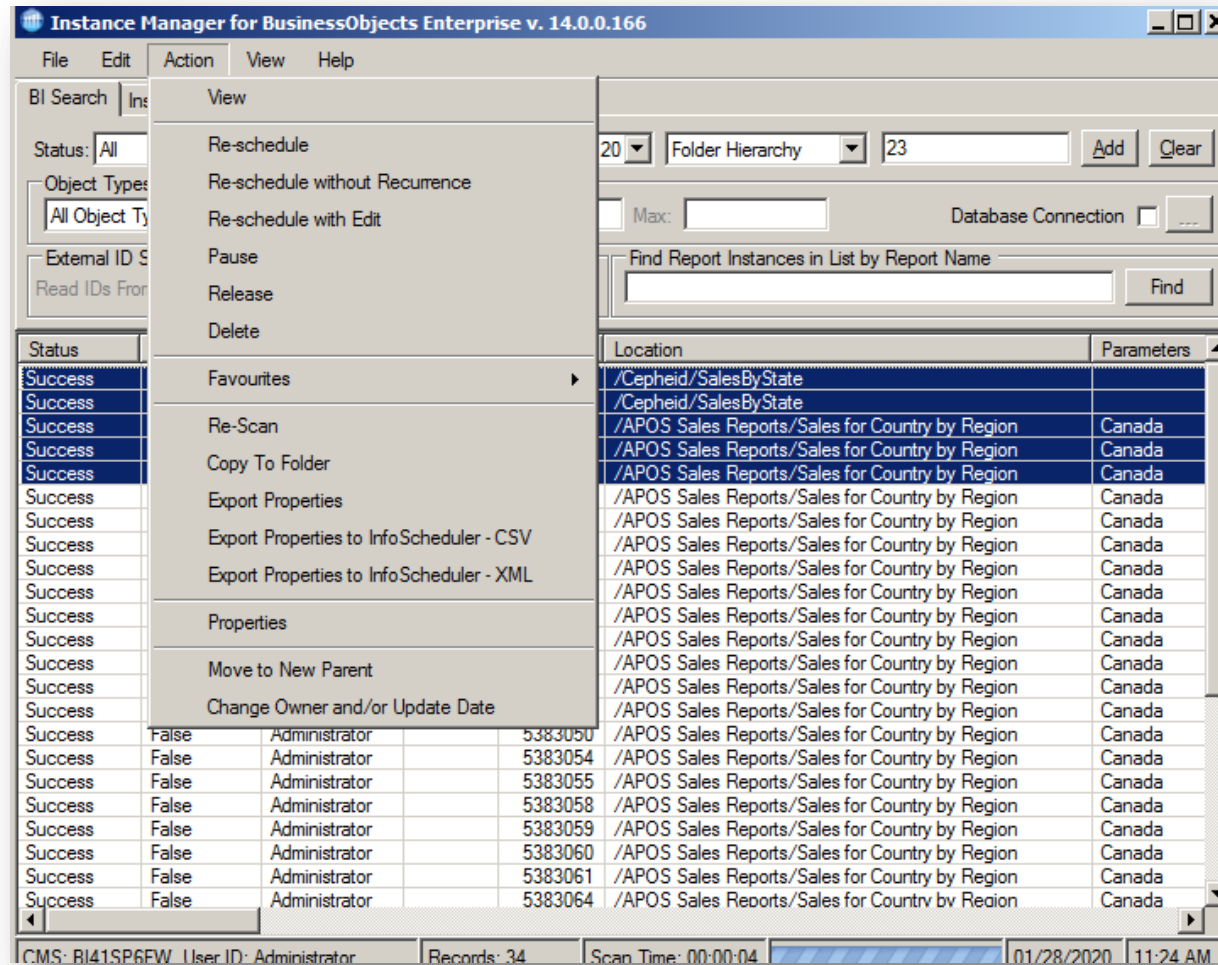 Instance Manager for BusinessObjects Enterprise v. 14.0.0.166
File Edit Action View Help
BI Search
View
Status: All 20 Folder Hierarchy 23 Add Clear
Re-schedule
Object Types
Re-schedule without Recurrence
All Object Max: Database Connection ...
Re-schedule with Edit
External ID
Pause
Find Report Instances in List by Report Name
Read IDs
Release
Find
Delete
Status Location Parameters
Success /Cepheid/SalesByState
Favourites
Success /Cepheid/SalesByState
Success /APOS Sales Reports/Sales for Country by Region Canada
Re-Scan
Success /APOS Sales Reports/Sales for Country by Region Canada
Copy To Folder
Success /APOS Sales Reports/Sales for Country by Region Canada
Success /APOS Sales Reports/Sales for Country by Region Canada
Export Properties
Success /APOS Sales Reports/Sales for Country by Region Canada
Success /APOS Sales Reports/Sales for Country by Region Canada
Export Properties to InfoScheduler - CSV
Success /APOS Sales Reports/Sales for Country by Region Canada
Export Properties to InfoScheduler - XML
Success /APOS Sales Reports/Sales for Country by Region Canada
Success /APOS Sales Reports/Sales for Country by Region Canada
Properties
Success /APOS Sales Reports/Sales for Country by Region Canada
Success /APOS Sales Reports/Sales for Country by Region Canada
Move to New Parent
Success /APOS Sales Reports/Sales for Country by Region Canada
Success /APOS Sales Reports/Sales for Country by Region Canada
Change Owner and/or Update Date
Success False Administrator 5383050 /APOS Sales Reports/Sales for Country by Region Canada
Success False Administrator 5383054 /APOS Sales Reports/Sales for Country by Region Canada
Success False Administrator 5383055 /APOS Sales Reports/Sales for Country by Region Canada
Success False Administrator 5383058 /APOS Sales Reports/Sales for Country by Region Canada
Success False Administrator 5383059 /APOS Sales Reports/Sales for Country by Region Canada
Success False Administrator 5383060 /APOS Sales Reports/Sales for Country by Region Canada
Success False Administrator 5383061 /APOS Sales Reports/Sales for Country by Region Canada
Success False Administrator 5383064 /APOS Sales Reports/Sales for Country by Region Canada
CMS: BI41SP6FW User ID: Administrator Records: 34 Scan Time: 00:00:04 01/28/2020 11:24 AM